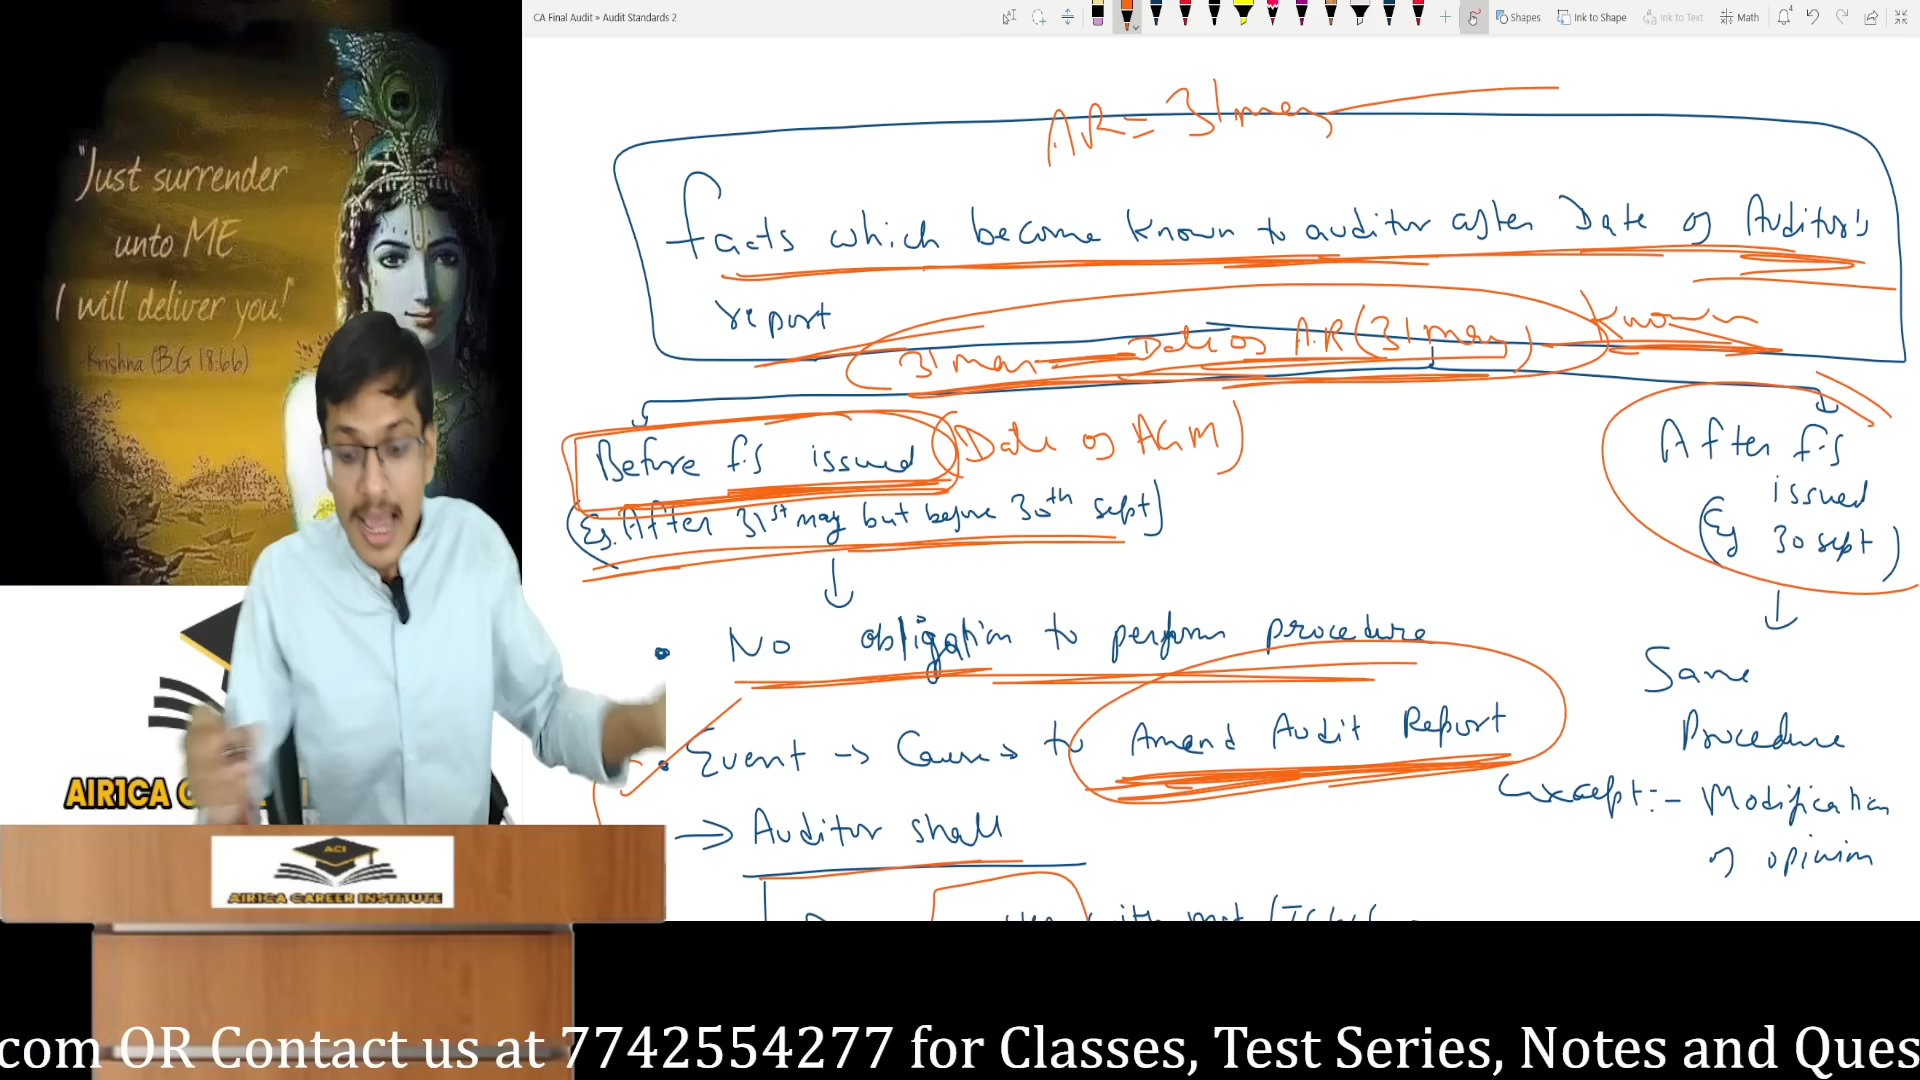 CA Final Audit » Audit Standards 2
Shapes
Ink to Shape
Ink to Text
Math
"Just surrender
unto ME
I will deliver you!"
- Krishna (B.G 18.66)
AR = 31 may
facts which become known to auditor after Date of Auditor's
report
31 mar Date of A.R (31 may) - known
Before f.s issued (Date of AGM)
(Eg. After 31st may but before 30th sept)
After f.s
issued
(Eg 30 sept)
• No obligation to perform procedure
• Event → Cause → to Amend Audit Report
→ Auditor shall
Same
Procedure
except:- Modification
of opinion
AIR1CA
ACI
AIR1CA CAREER INSTITUTE
com OR Contact us at 7742554277 for Classes, Test Series, Notes and Ques